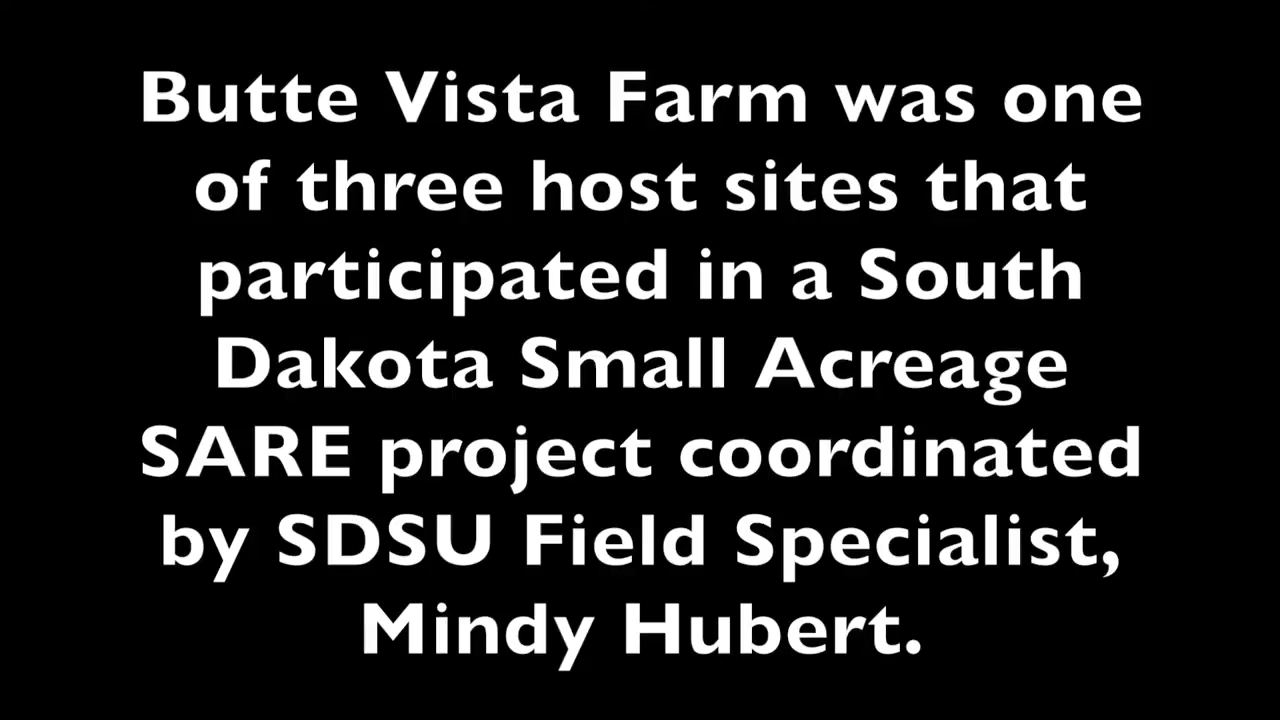 Butte Vista Farm was one
of three host sites that
participated in a South
Dakota Small Acreage
SARE project coordinated
by SDSU Field Specialist,
Mindy Hubert.